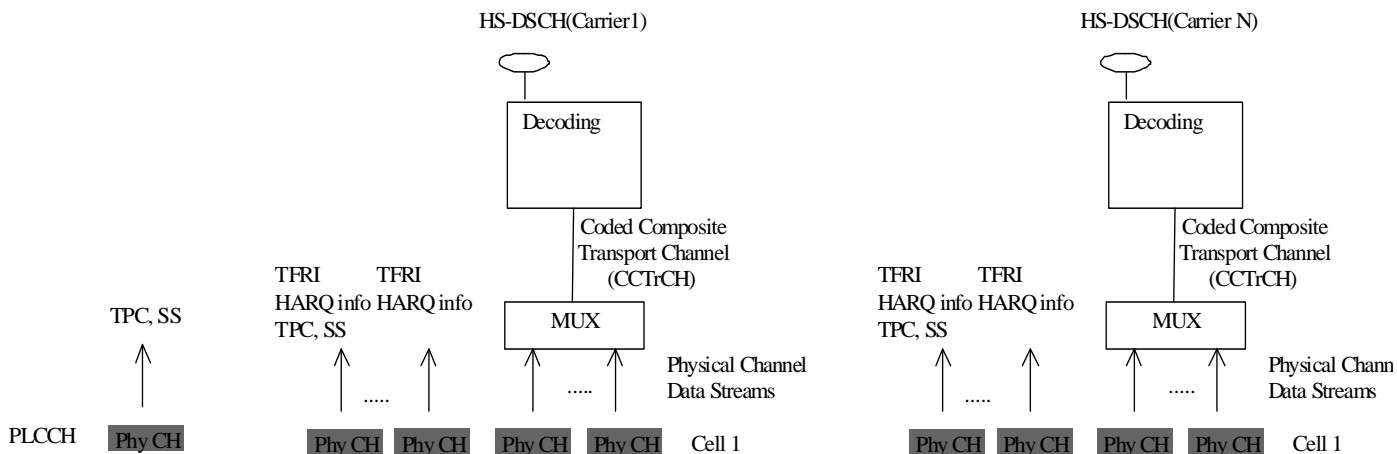 HS-DSCH(Carrier1)
HS-DSCH(Carrier N)
Decoding
Decoding
Coded Composite
Transport Channel
(CCTrCH)
Coded Composite
Transport Channel
(CCTrCH)
TPC, SS
TFRI
HARQ info
TPC, SS
TFRI
HARQ info
MUX
TFRI
HARQ info
TPC, SS
TFRI
HARQ info
MUX
Physical Channel
Data Streams
Physical Chann
Data Streams
.....
.....
.....
.....
PLCCH
Phy CH
Phy CH
Phy CH
Phy CH
Phy CH
Cell 1
Phy CH
Phy CH
Phy CH
Phy CH
Cell 1